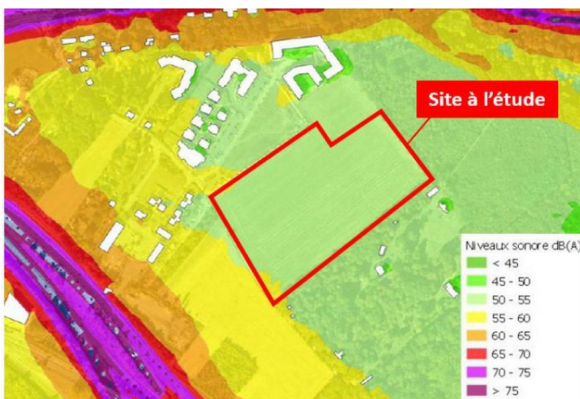 Site à l'étude
Niveaux sonore dB(A)
< 45
45 - 50
50 - 55
55 - 60
60 - 65
65 - 70
70 - 75
> 75